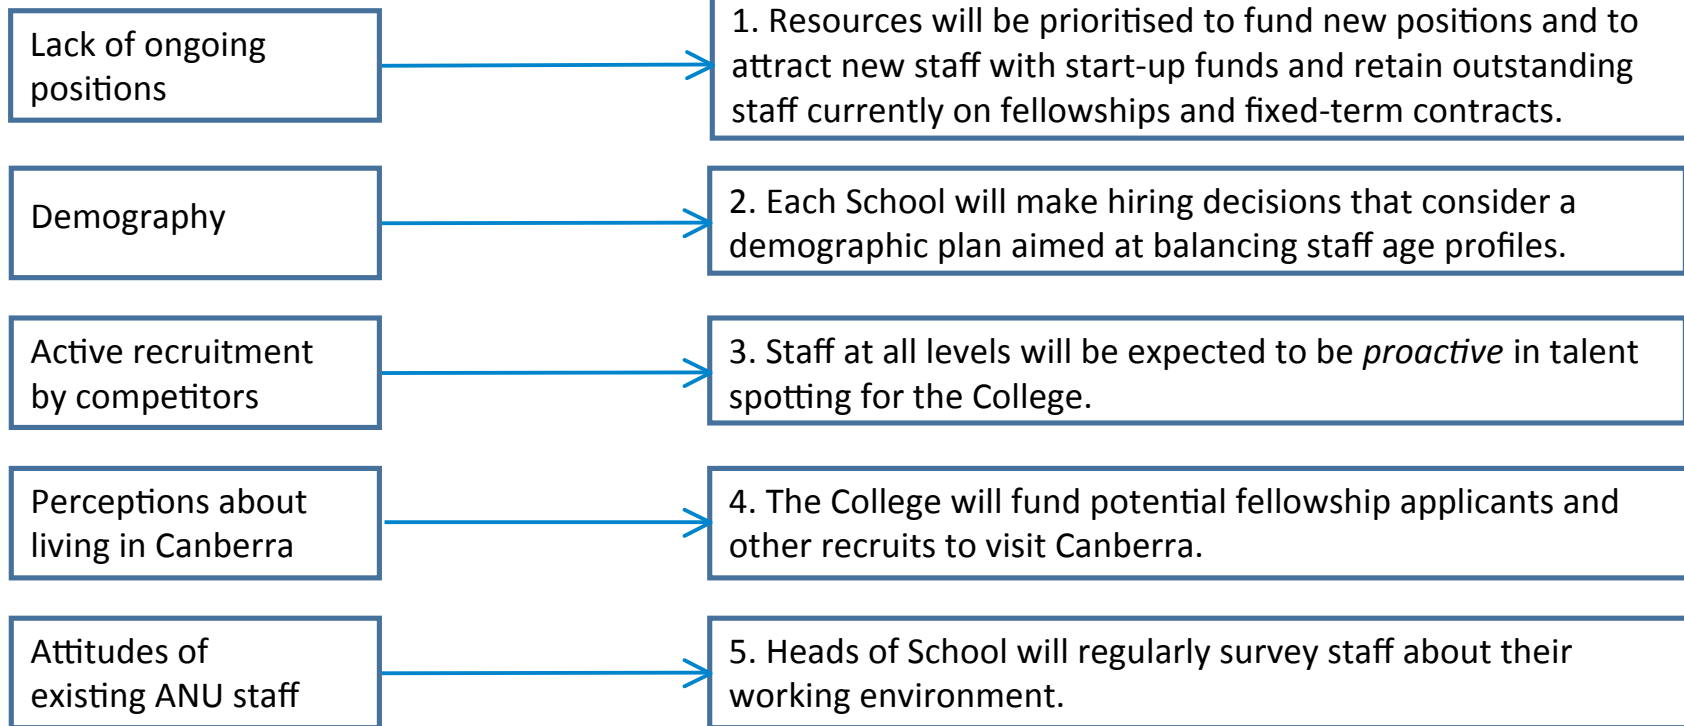 Lack of ongoing
positions
1. Resources will be prioritised to fund new positions and to
attract new staff with start-up funds and retain outstanding
staff currently on fellowships and fixed-term contracts.
Demography
2. Each School will make hiring decisions that consider a
demographic plan aimed at balancing staff age profiles.
Active recruitment
by competitors
3. Staff at all levels will be expected to be proactive in talent
spotting for the College.
Perceptions about
living in Canberra
4. The College will fund potential fellowship applicants and
other recruits to visit Canberra.
Attitudes of
existing ANU staff
5. Heads of School will regularly survey staff about their
working environment.